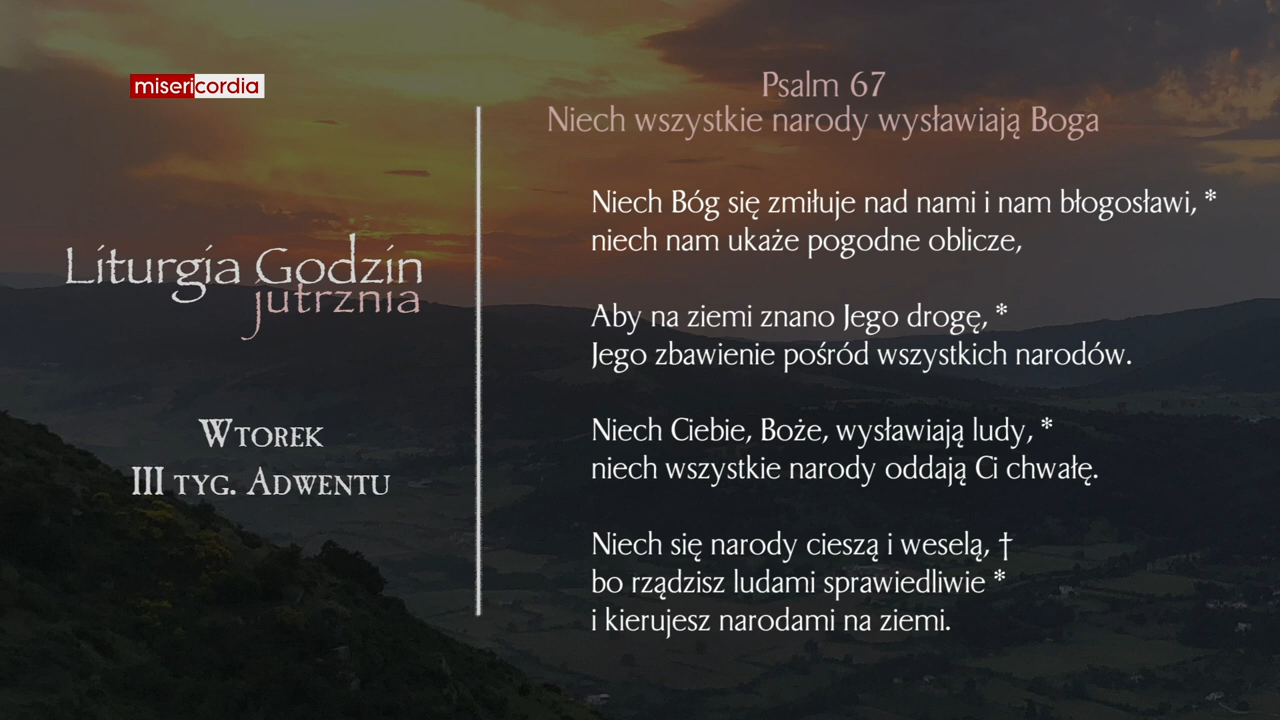 misericordia
Liturgia Godzin
jutrznia
Wtorek
III tyg. Adwentu
Psalm 67
Niech wszystkie narody wysławiają Boga
Niech Bóg się zmiłuje nad nami i nam błogosławi, *
niech nam ukaże pogodne oblicze,
Aby na ziemi znano Jego drogę, *
Jego zbawienie pośród wszystkich narodów.
Niech Ciebie, Boże, wysławiają ludy, *
niech wszystkie narody oddają Ci chwałę.
Niech się narody cieszą i weselą, †
bo rządzisz ludami sprawiedliwie *
i kierujesz narodami na ziemi.